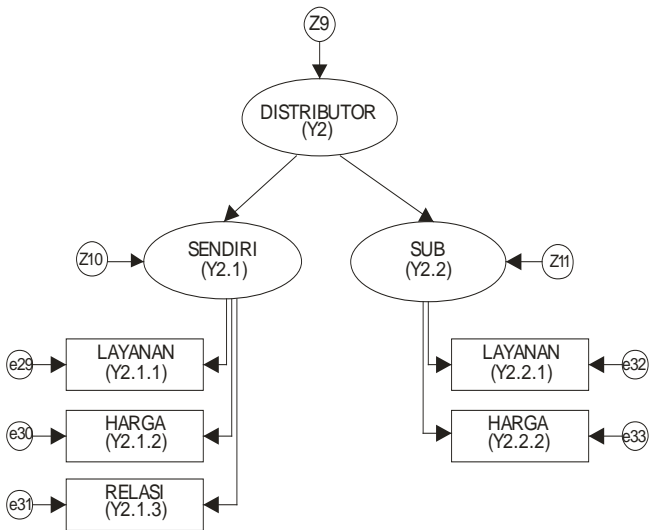 Z9
DISTRIBUTOR
(Y2)
Z10
SENDIRI
(Y2.1)
SUB
(Y2.2)
Z11
e29
LAYANAN
(Y2.1.1)
LAYANAN
(Y2.2.1)
e32
e30
HARGA
(Y2.1.2)
HARGA
(Y2.2.2)
e33
e31
RELASI
(Y2.1.3)